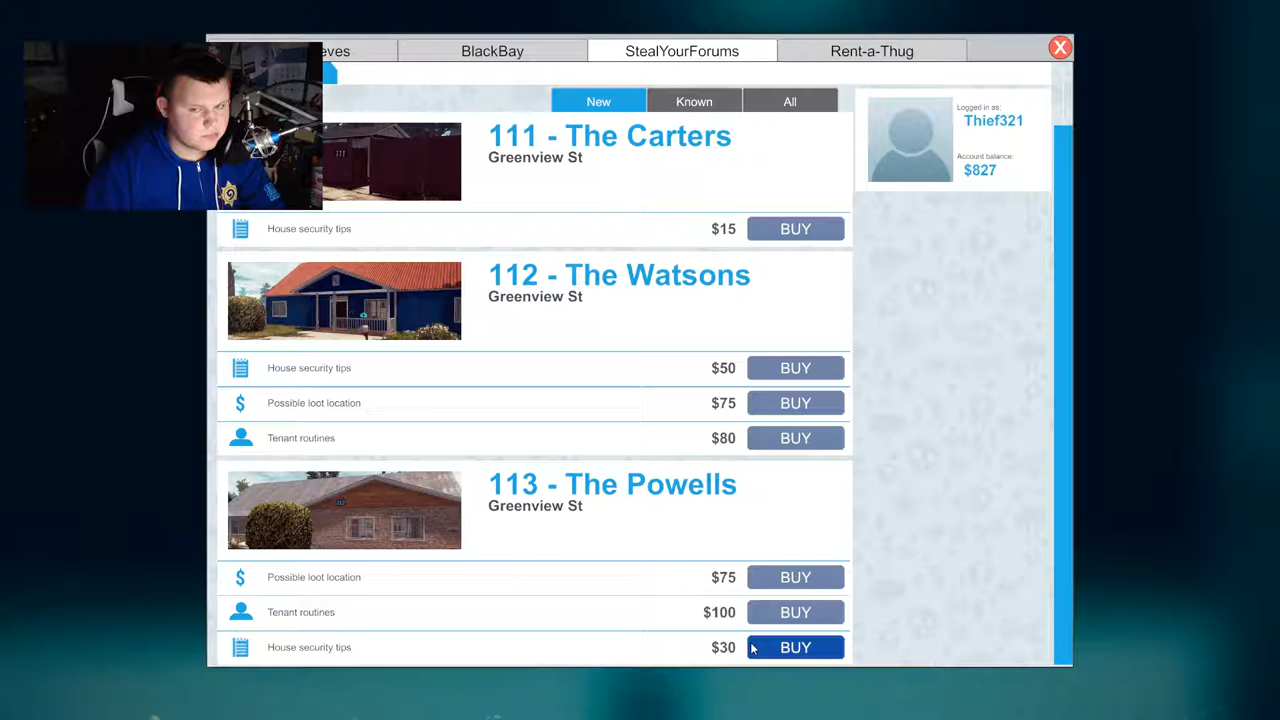 eves
BlackBay
StealYourForums
Rent-a-Thug
X
New
Known
All
Logged in as:
Thief321
Account balance:
$827
111 - The Carters
Greenview St
111
House security tips
$15
BUY
112 - The Watsons
Greenview St
House security tips
$50
BUY
$
Possible loot location
$75
BUY
Tenant routines
$80
BUY
113 - The Powells
Greenview St
$
Possible loot location
$75
BUY
Tenant routines
$100
BUY
House security tips
$30
BUY